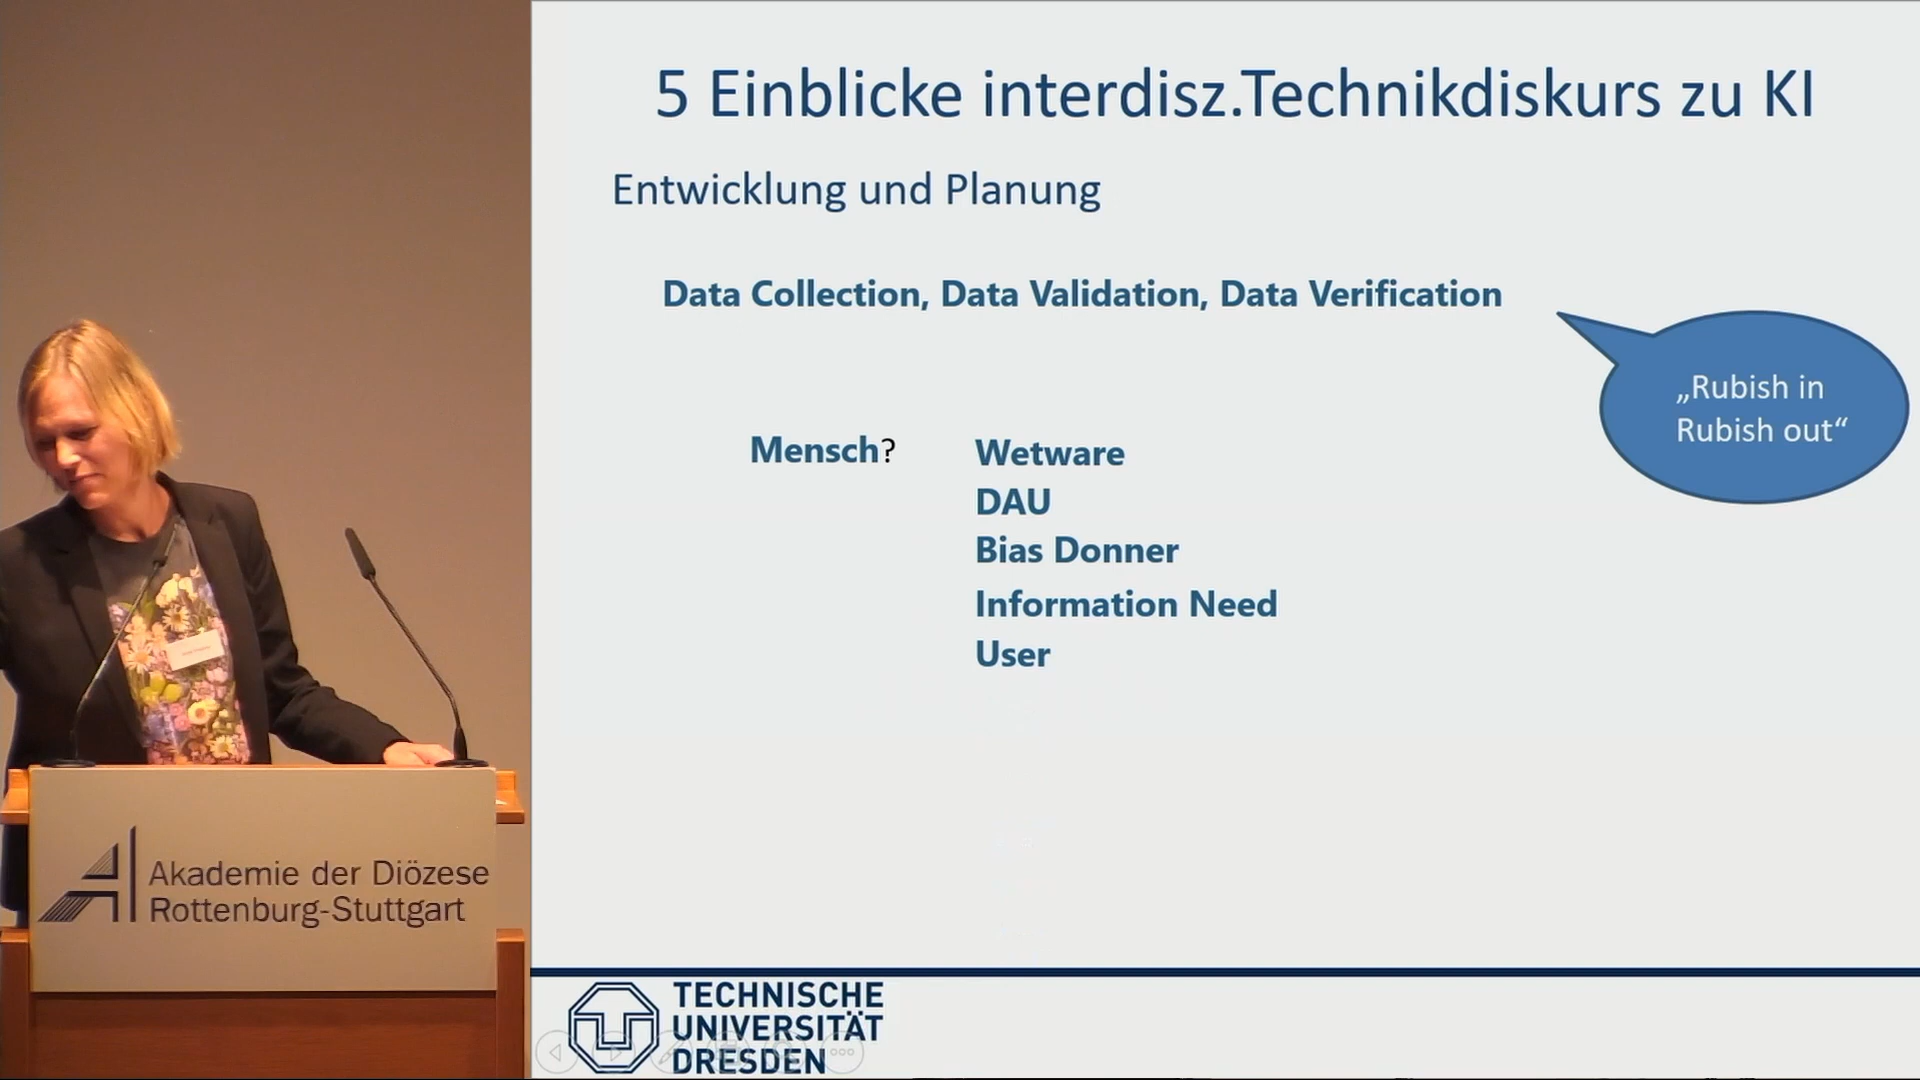 5 Einblicke interdisz.Technikdiskurs zu KI
Entwicklung und Planung
Data Collection, Data Validation, Data Verification
„Rubish in
Rubish out“
Mensch?
Wetware
DAU
Bias Donner
Information Need
User
Akademie der Diözese
Rottenburg-Stuttgart
TECHNISCHE
UNIVERSITÄT
DRESDEN